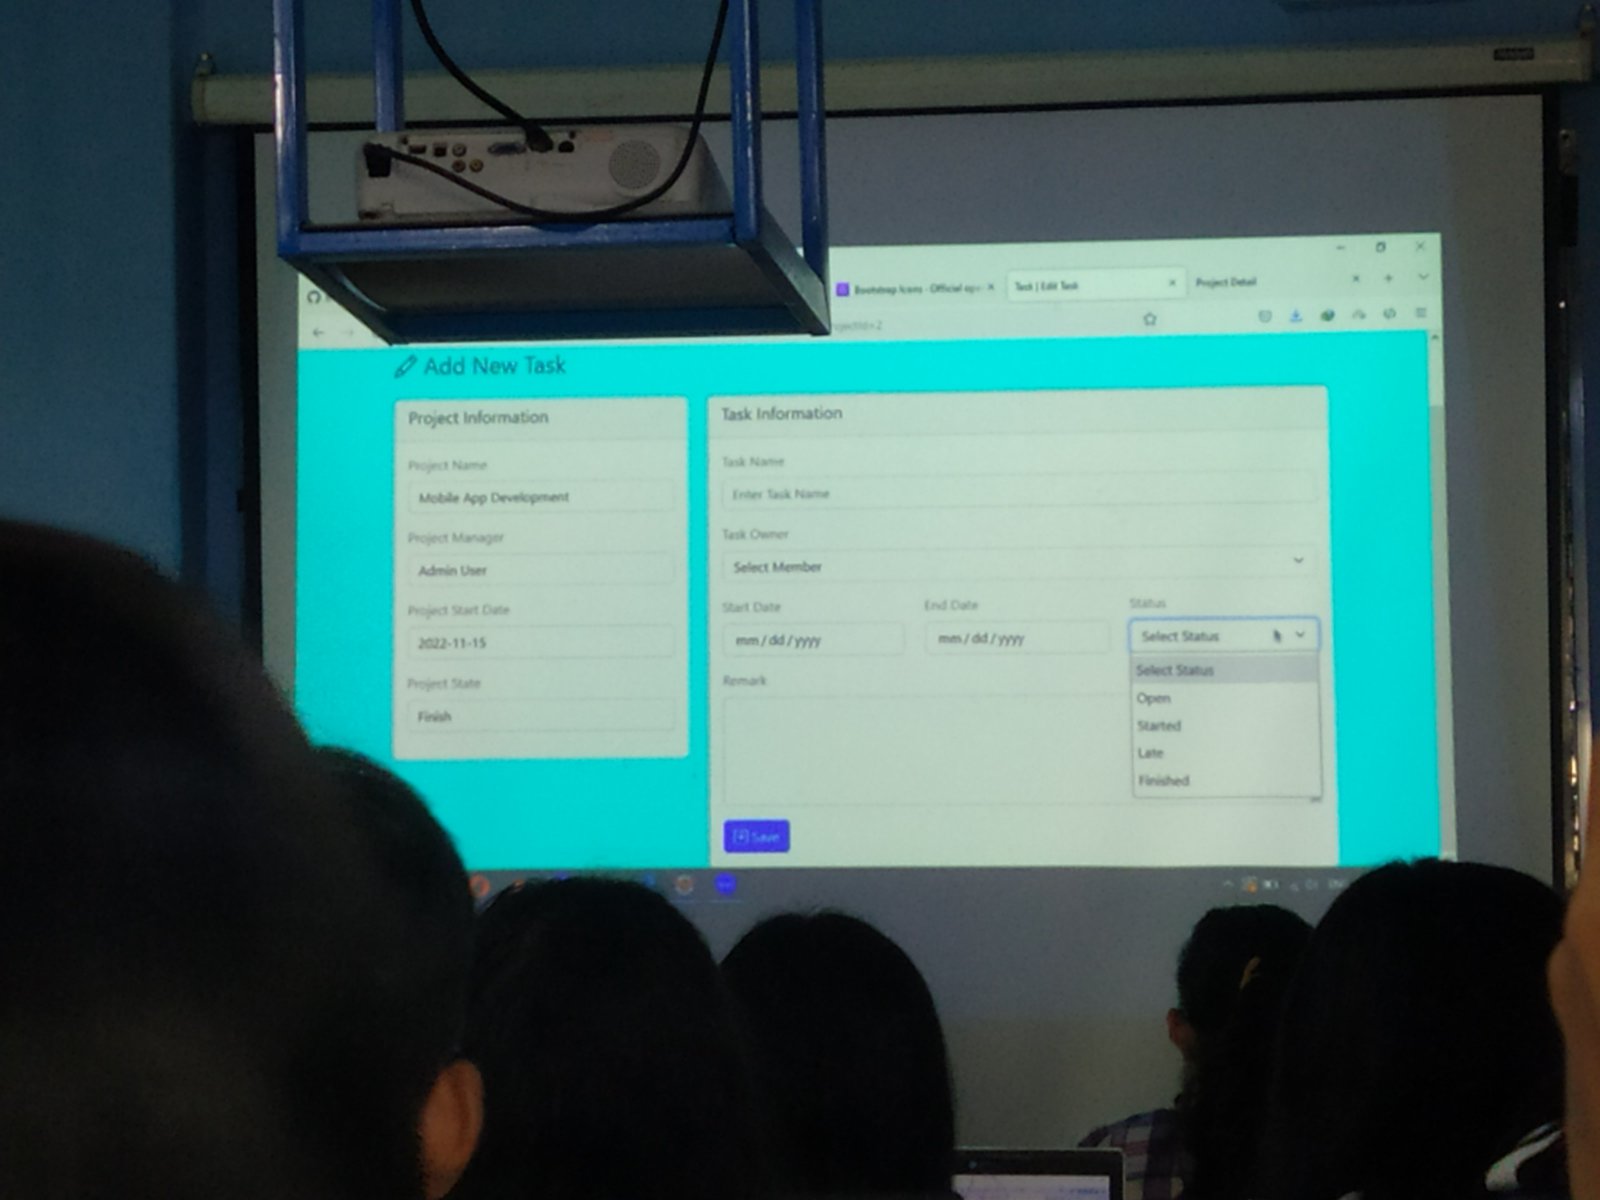 Bootstrap Icons - Official op
Task | Edit Task
Project Detail
rojectId=2
Add New Task
Project Information
Project Name
Mobile App Development
Project Manager
Admin User
Project Start Date
2022-11-15
Project State
Finish
Task Information
Task Name
Enter Task Name
Task Owner
Select Member
Start Date
mm/dd/yyyy
End Date
mm/dd/yyyy
Status
Select Status
Select Status
Open
Started
Late
Finished
Remark
Save